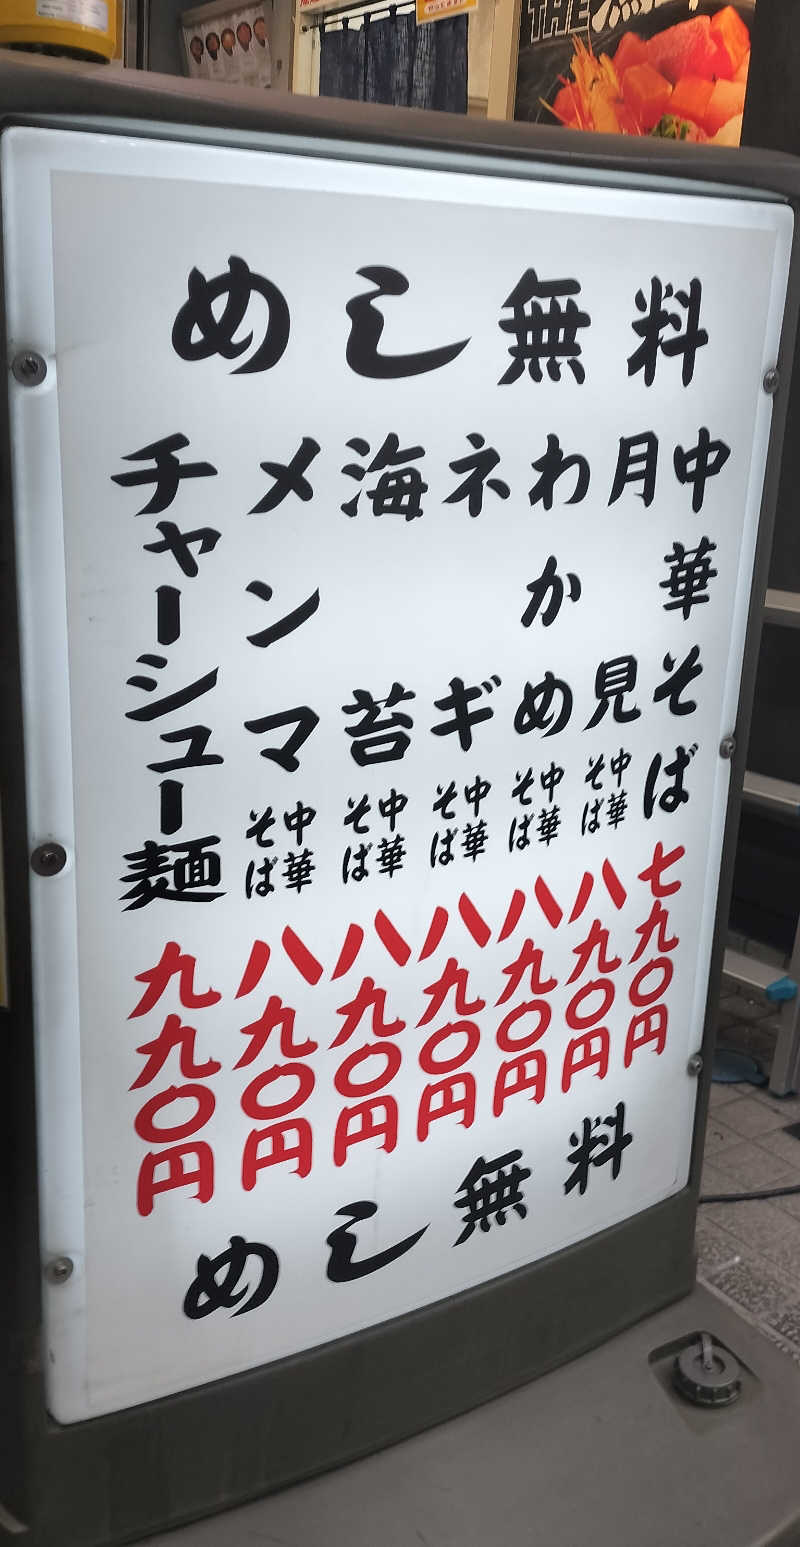 THE
めし無料
中華そば 七九〇円
月見中華そば 八九〇円
わかめ中華そば 八九〇円
ネギ中華そば 八九〇円
海苔中華そば 八九〇円
メンマ中華そば 八九〇円
チャーシュー麺 九九〇円
めし無料